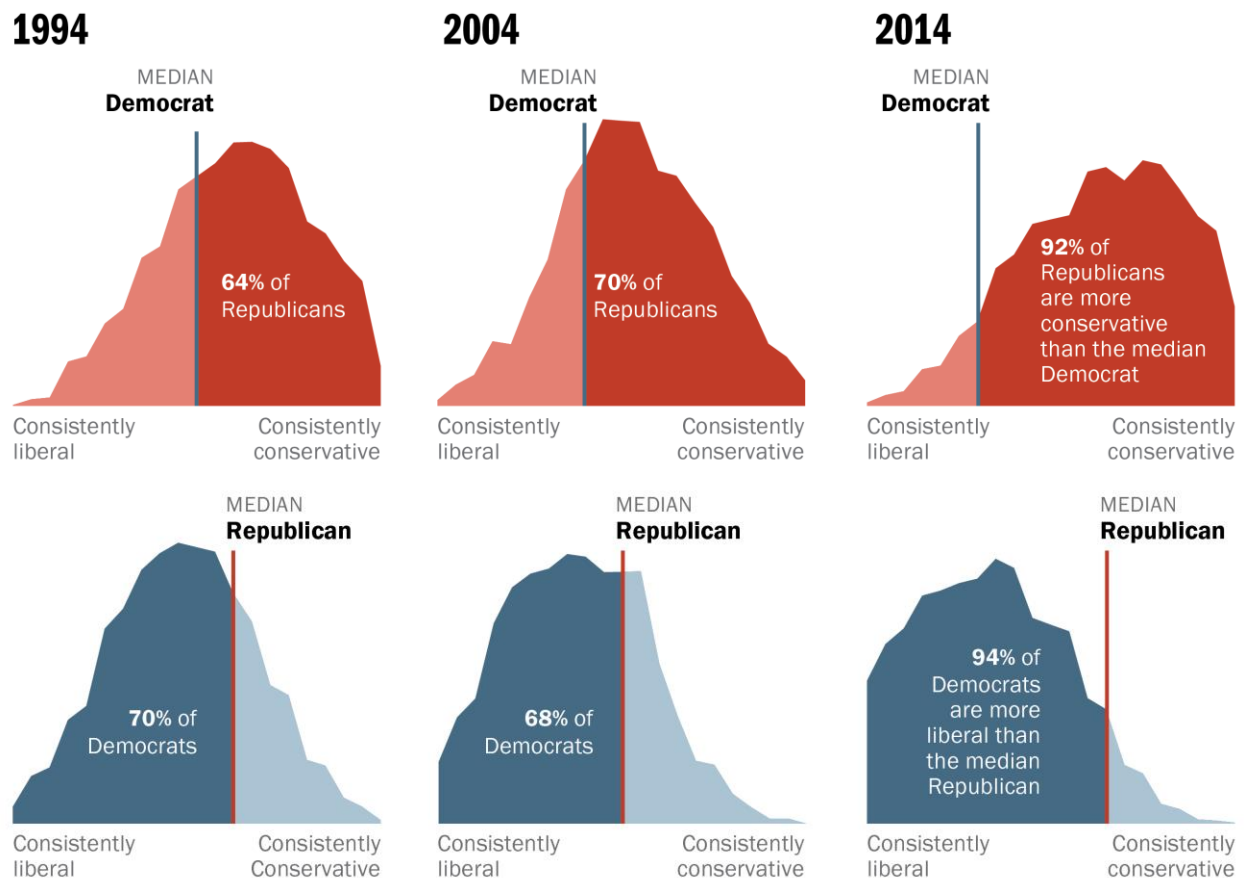 1994
MEDIAN
Democrat
64% of
Republicans
Consistently
liberal
Consistently
conservative
2004
MEDIAN
Democrat
70% of
Republicans
Consistently
liberal
Consistently
conservative
2014
MEDIAN
Democrat
92% of
Republicans
are more
conservative
than the median
Democrat
Consistently
liberal
Consistently
conservative
MEDIAN
Republican
70% of
Democrats
Consistently
liberal
Consistently
Conservative
MEDIAN
Republican
68% of
Democrats
Consistently
liberal
Consistently
conservative
MEDIAN
Republican
94% of
Democrats
are more
liberal than
the median
Republican
Consistently
liberal
Consistently
conservative